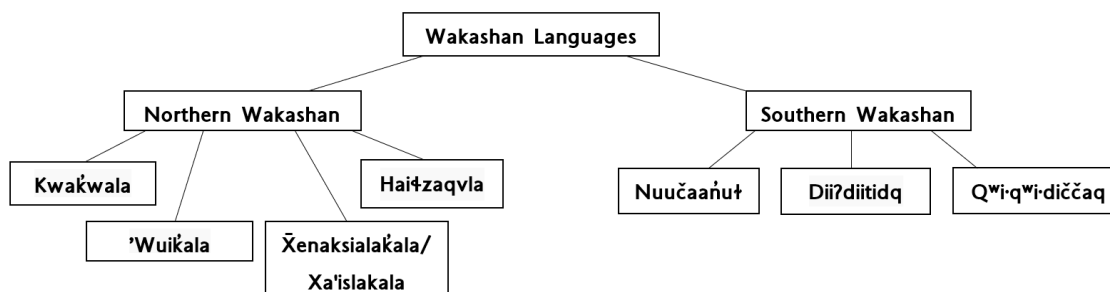 Wakashan Languages
Northern Wakashan
Southern Wakashan
Kwak̓wala
'Wuik̓ala
X̄enaksialak̓ala/
Xa'islakala
Haiɬzaqvla
Nuučaan̓uɫ
Diiʔdiitidq
Qʷi·qʷi·diččaq